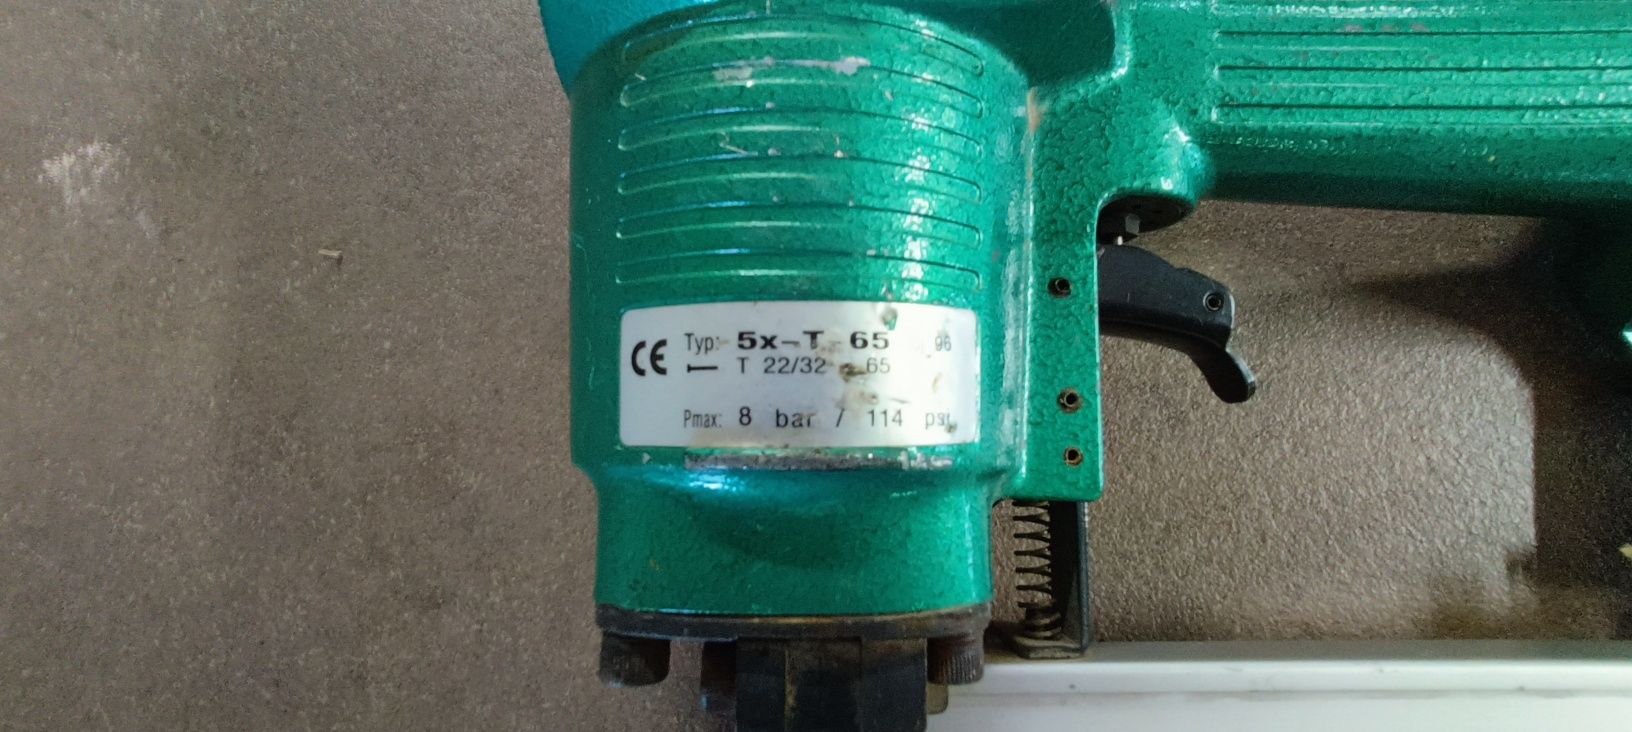 CE Typ: 5x-T-65 96
T 22/32 - 65
Pmax: 8 bar / 114 psi